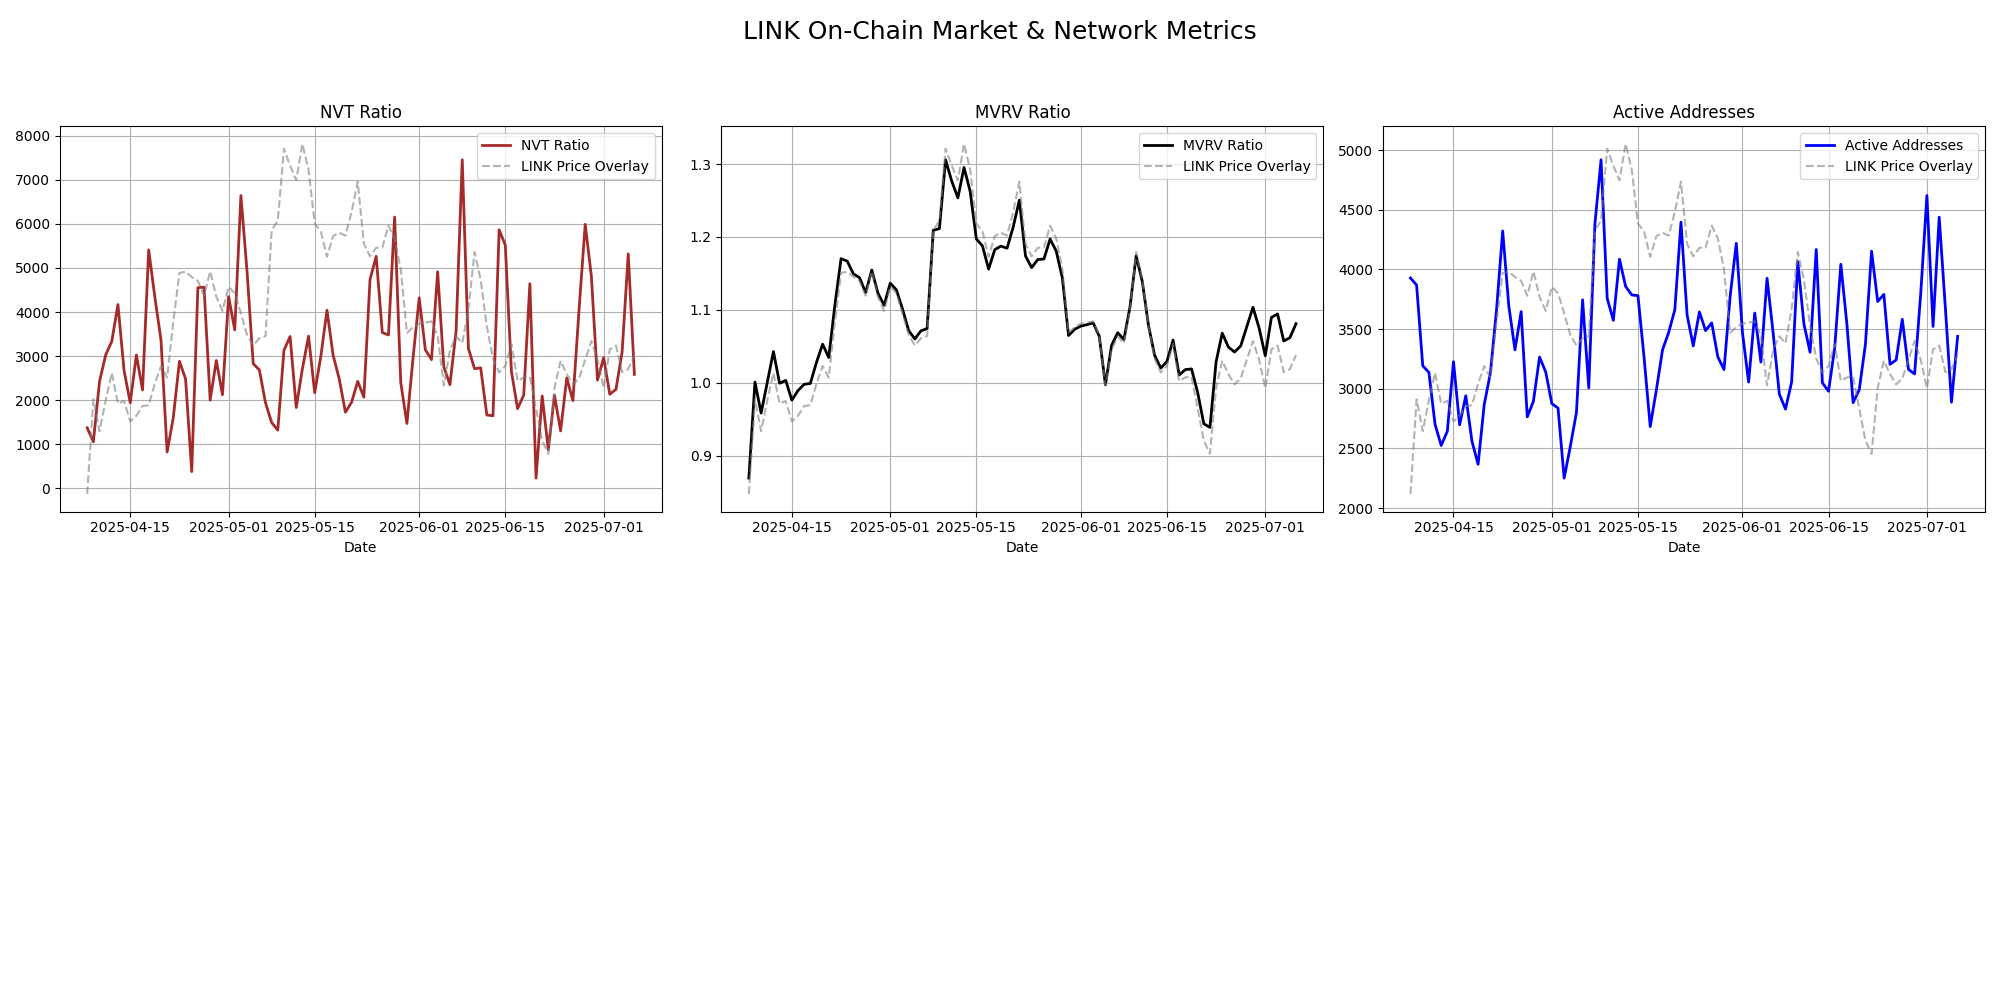 LINK On-Chain Market & Network Metrics
NVT Ratio
NVT Ratio
LINK Price Overlay
8000
7000
6000
5000
4000
3000
2000
1000
0
2025-04-15 2025-05-01 2025-05-15 2025-06-01 2025-06-15 2025-07-01
Date
MVRV Ratio
MVRV Ratio
LINK Price Overlay
1.3
1.2
1.1
1.0
0.9
2025-04-15 2025-05-01 2025-05-15 2025-06-01 2025-06-15 2025-07-01
Date
Active Addresses
Active Addresses
LINK Price Overlay
5000
4500
4000
3500
3000
2500
2000
2025-04-15 2025-05-01 2025-05-15 2025-06-01 2025-06-15 2025-07-01
Date